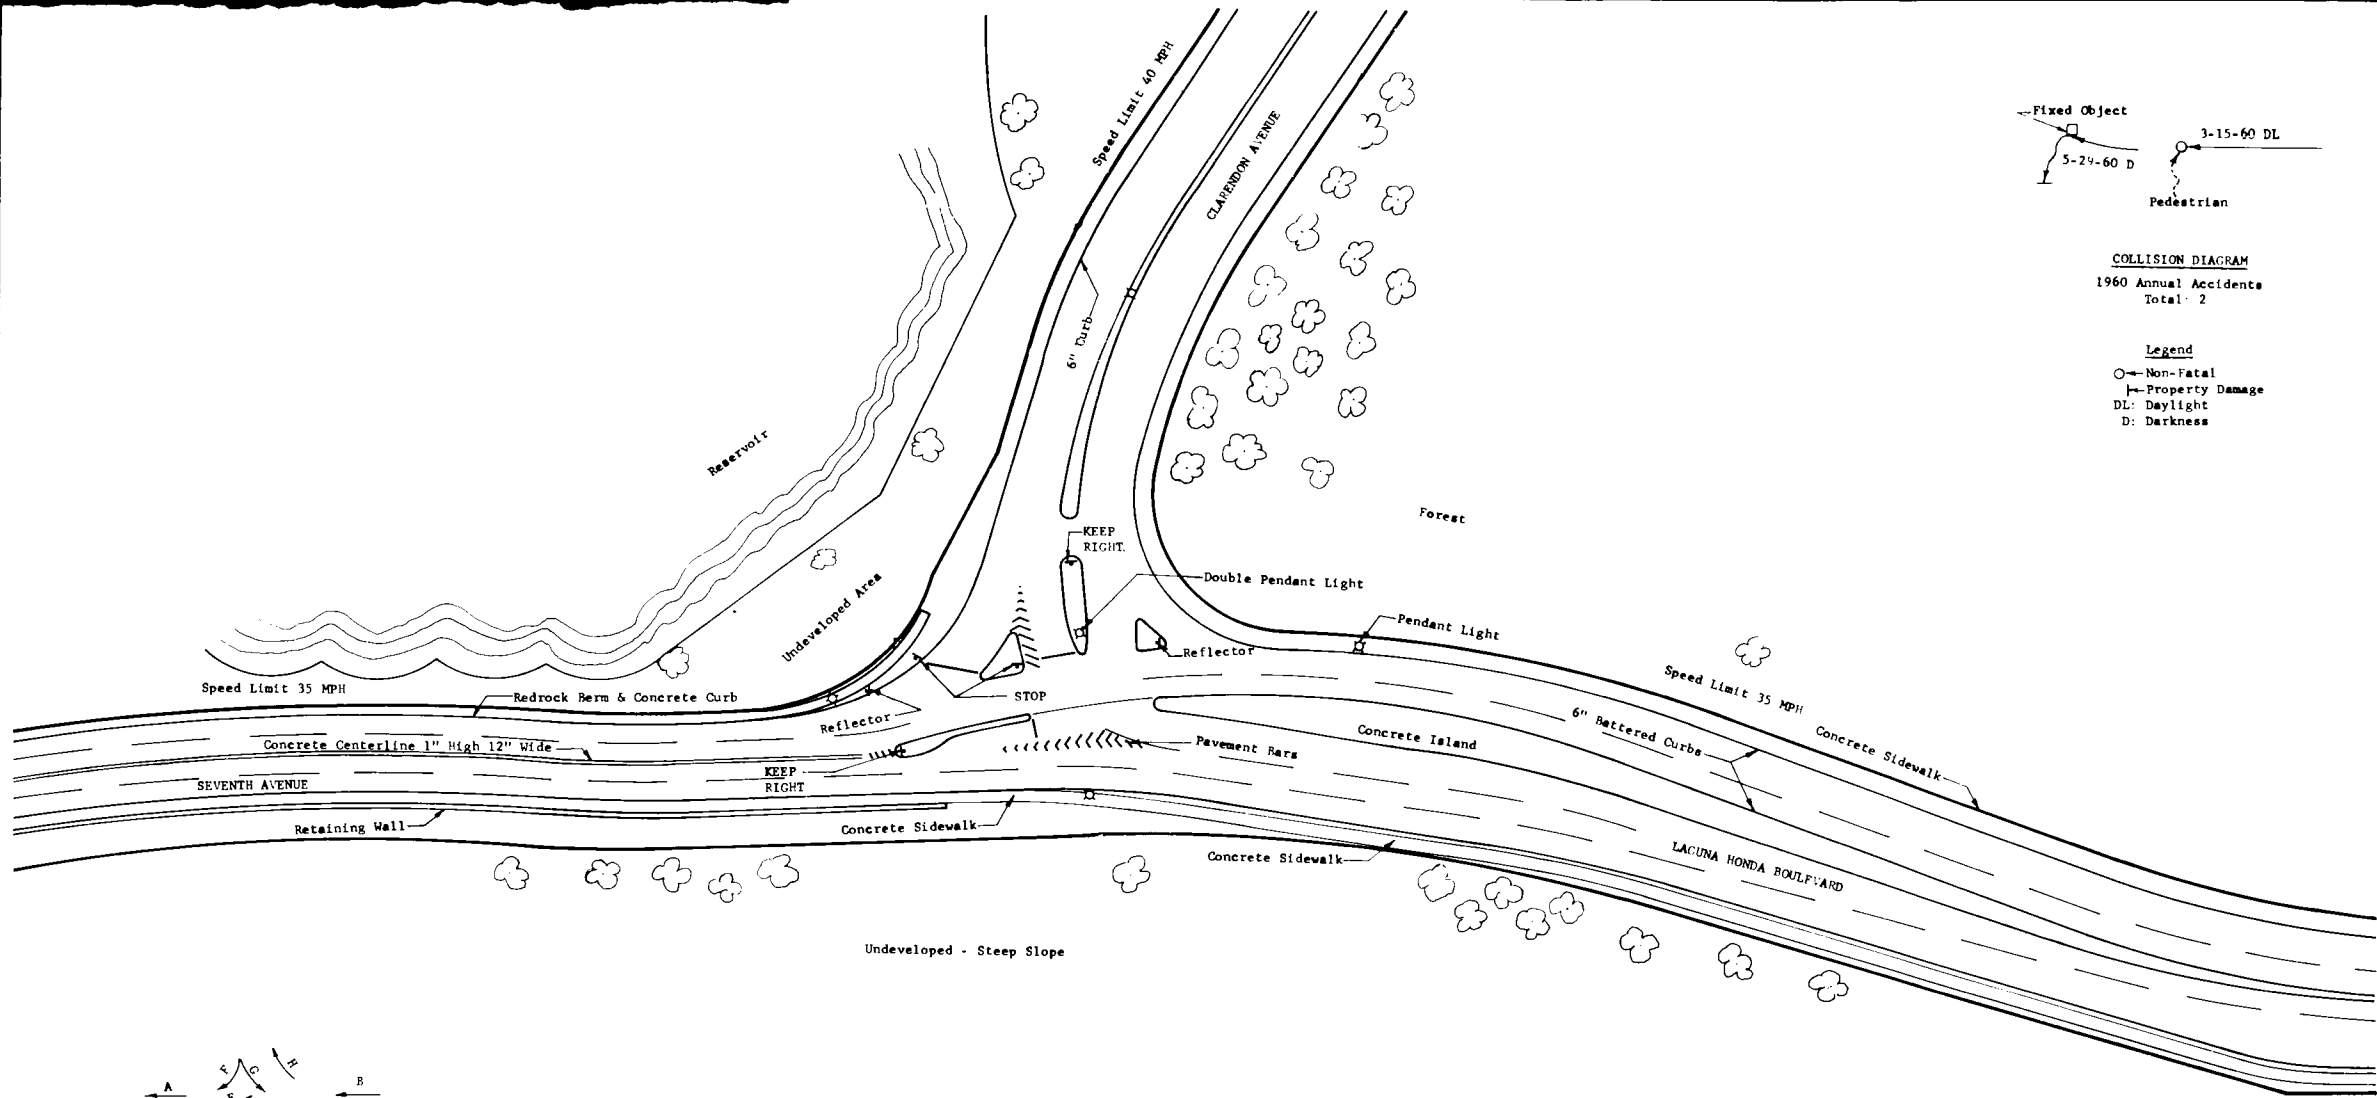 Speed Limit 40 MPH
CLARENDON AVENUE
Fixed Object
3-15-60 DL
5-29-60 D
Pedestrian
COLLISION DIAGRAM
1960 Annual Accidents
Total: 2
Legend
Non-Fatal
Property Damage
DL: Daylight
D: Darkness
6" Curb
Reservoir
Forest
KEEP
RIGHT.
Double Pendant Light
Undeveloped Area
Pendant Light
Reflector
Speed Limit 35 MPH
Speed Limit 35 MPH
Redrock Berm & Concrete Curb
STOP
Reflector
6" Battered Curbs
Concrete Sidewalk
Concrete Centerline 1" High 12" Wide
Concrete Island
Pavement Bars
KEEP
RIGHT
SEVENTH AVENUE
Retaining Wall
Concrete Sidewalk
Concrete Sidewalk
LAGUNA HONDA BOULEVARD
Undeveloped - Steep Slope
A
F
G
H
B